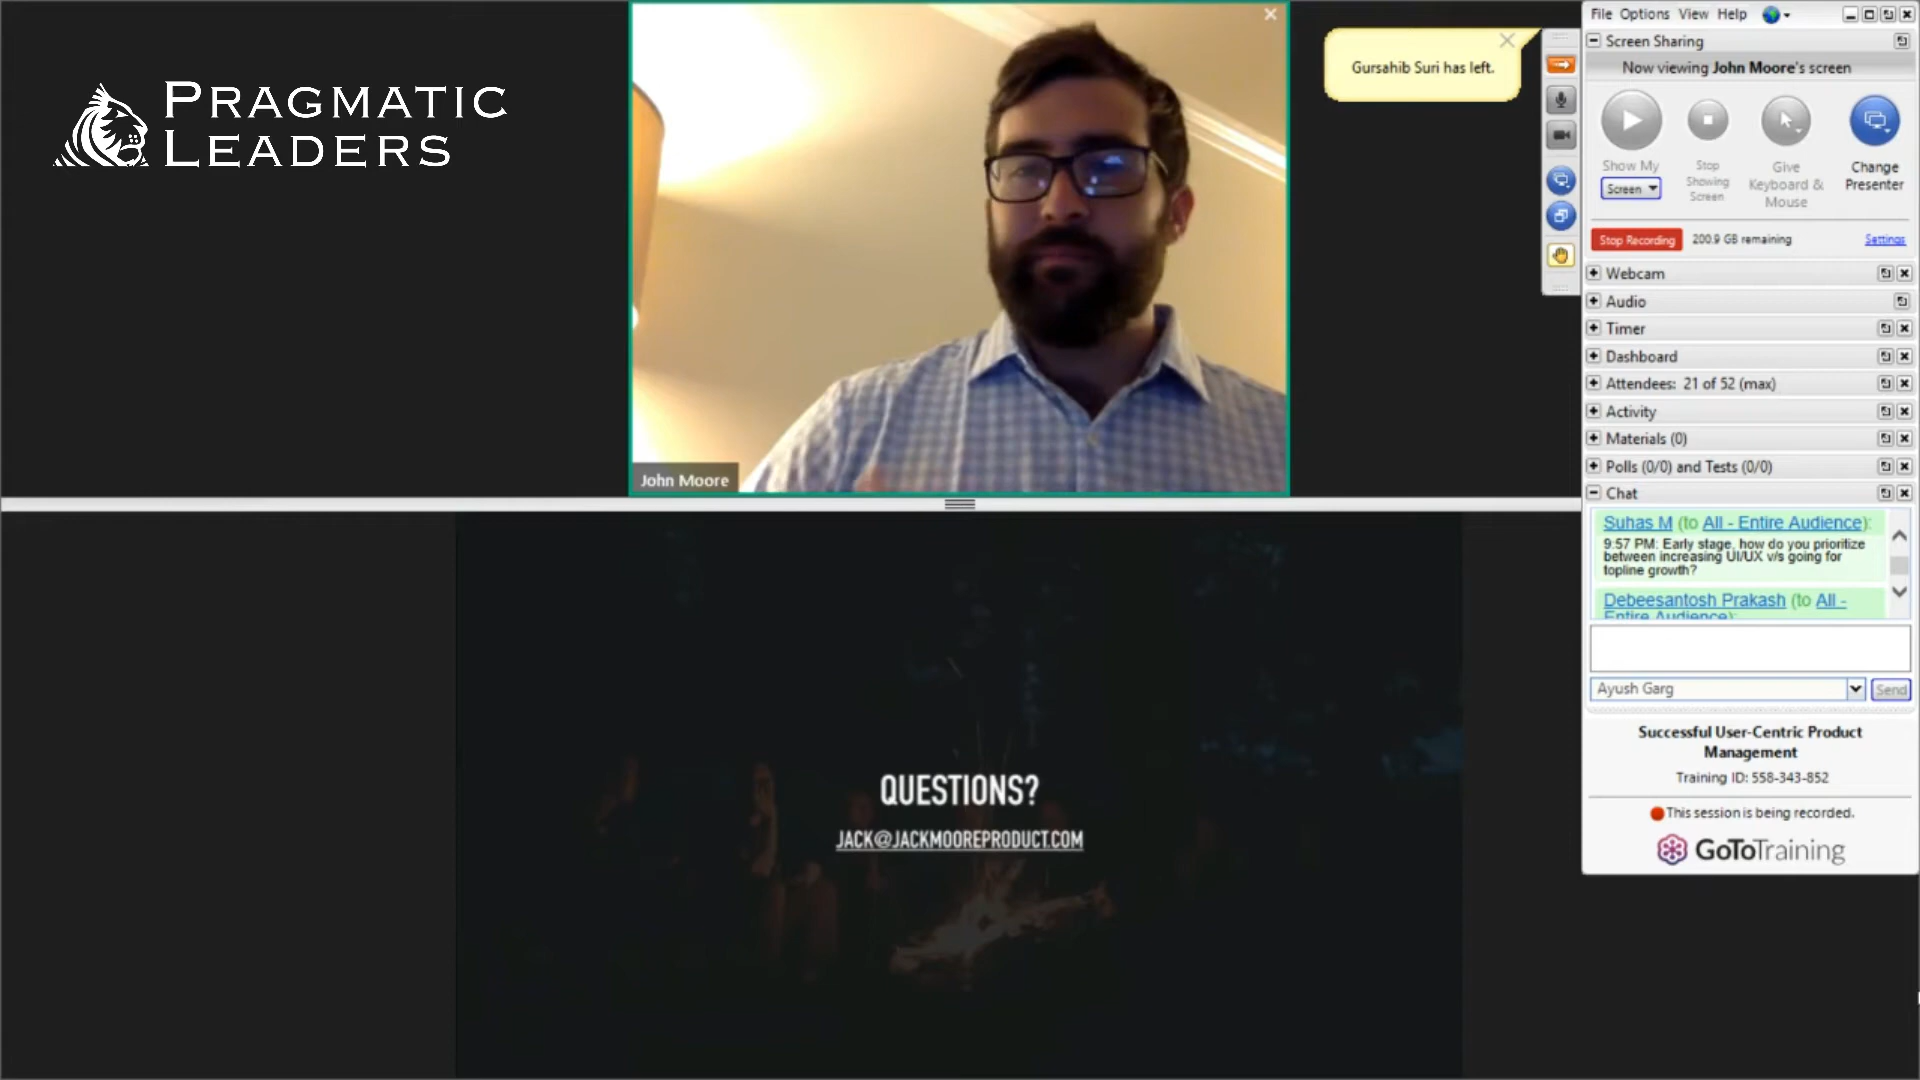 PRAGMATIC
LEADERS
John Moore
Gursahib Suri has left.
File Options View Help
Screen Sharing
Now viewing John Moore's screen
Show My
Screen
Stop
Showing
Screen
Give
Keyboard &
Mouse
Change
Presenter
Stop Recording
200.9 GB remaining
Settings
Webcam
Audio
Timer
Dashboard
Attendees: 21 of 52 (max)
Activity
Materials (0)
Polls (0/0) and Tests (0/0)
Chat
Suhas M (to All - Entire Audience):
9:57 PM: Early stage, how do you prioritize
between increasing UI/UX v/s going for
topline growth?
Debeesantosh Prakash (to All -
Entire Audience):
Ayush Garg
Send
Successful User-Centric Product
Management
Training ID: 558-343-852
This session is being recorded.
GoToTraining
QUESTIONS?
JACK@JACKMOOREPRODUCT.COM